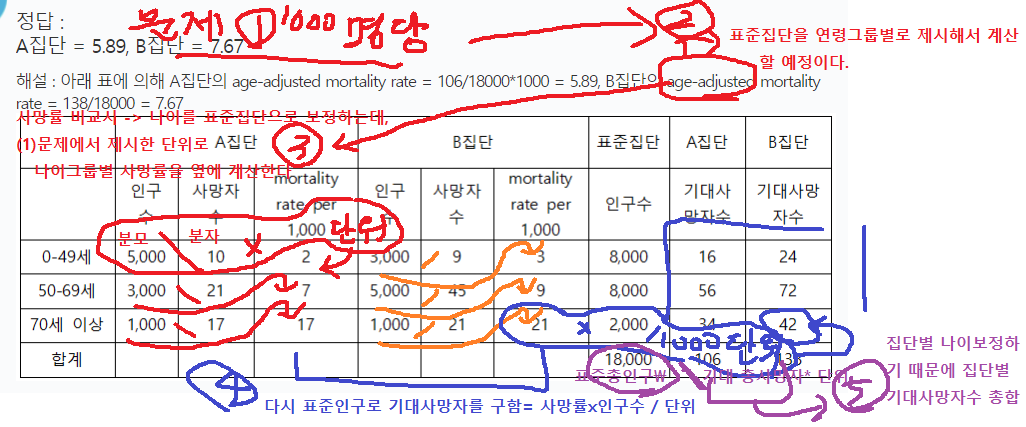 정답 :
문제 ① 1000명당
②
A집단 = 5.89, B집단 = 7.67
표준집단을 연령그룹별로 제시해서 계산
할 예정이다.
해설 : 아래 표에 의해 A집단의 age-adjusted mortality rate = 106/18000*1000 = 5.89, B집단의 age-adjusted mortality
rate = 138/18000 = 7.67
사망률 비교시 -> 나이를 표준집단으로 보정하는데,
(1)문제에서 제시한 단위로
나이그룹별 사망률을 옆에 계산한다
③
A집단 B집단 표준집단 A집단 B집단
인구수 사망자수 mortality rate per 1,000 인구수 사망자수 mortality rate per 1,000 인구수 기대사망자수 기대사망자수
분모 분자 × 단위
0-49세 5,000 10 2 3,000 9 3 8,000 16 24
50-69세 3,000 21 7 5,000 45 9 8,000 56 72
70세 이상 1,000 17 17 1,000 21 21 × 2,000 34 42
/1000단위
합계 18,000 106 138
표준총인구W 기대 총사망자* 단위
④
다시 표준인구로 기대사망자를 구함= 사망률x인구수 / 단위
⑤
집단별 나이보정하
기 때문에 집단별
기대사망자수 총합